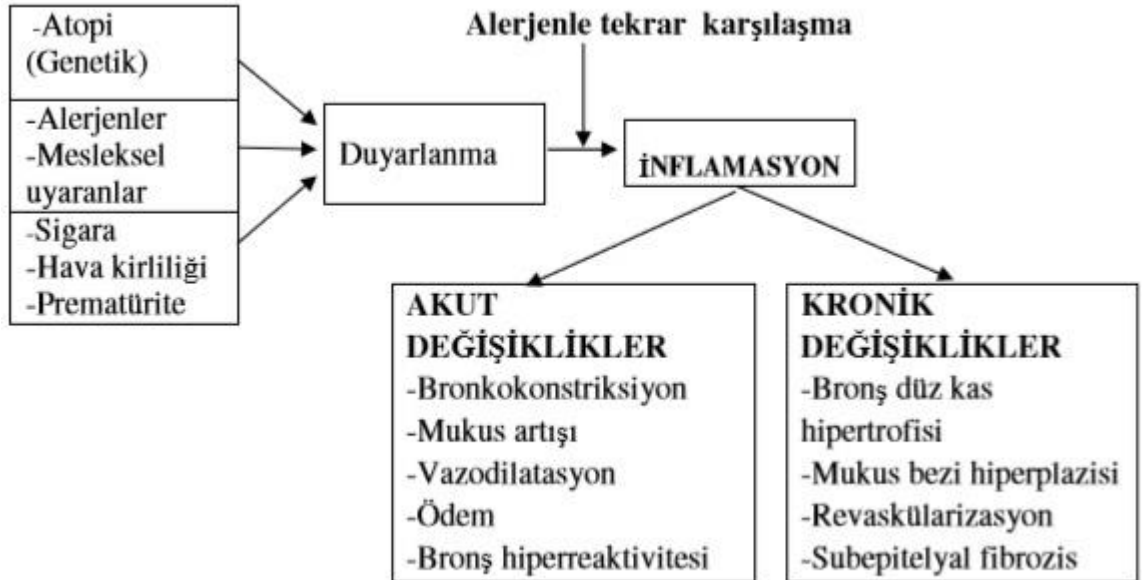 -Atopi
(Genetik)
-Alerjenler
-Mesleksel
uyaranlar
-Sigara
-Hava kirliliği
-Prematürite
Duyarlanma
Alerjenle tekrar karşılaşma
İNFLAMASYON
AKUT
DEĞİŞİKLİKLER
-Bronkokonstriksiyon
-Mukus artışı
-Vazodilatasyon
-Ödem
-Bronş hiperreaktivitesi
KRONİK
DEĞİŞİKLİKLER
-Bronş düz kas
hipertrofisi
-Mukus bezi hiperplazisi
-Revaskülarizasyon
-Subepitelyal fibrozis